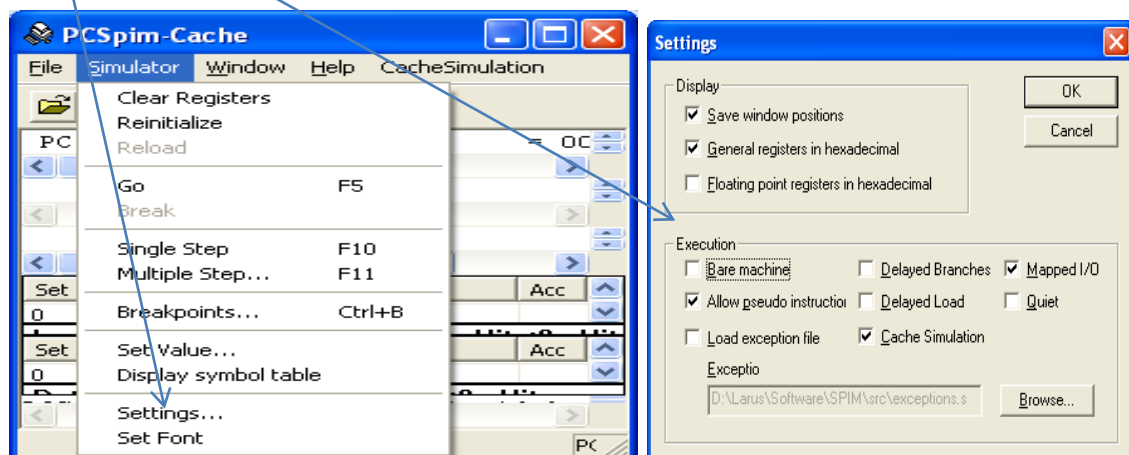 PCSpim-Cache
File Simulator Window Help CacheSimulation
Clear Registers
Reinitialize
PC Reload = 0C
Go F5
Break
Single Step F10
Multiple Step... F11
Set Acc
0 Breakpoints... Ctrl+B
Set Set Value... Acc
0 Display symbol table
Settings...
Set Font
PC
Settings
Display
OK
Save window positions
Cancel
General registers in hexadecimal
Floating point registers in hexadecimal
Execution
Bare machine Delayed Branches Mapped I/O
Allow pseudo instructior Delayed Load Quiet
Load exception file Cache Simulation
Exceptio
D:\Larus\Software\SPIM\src\exceptions.s Browse...